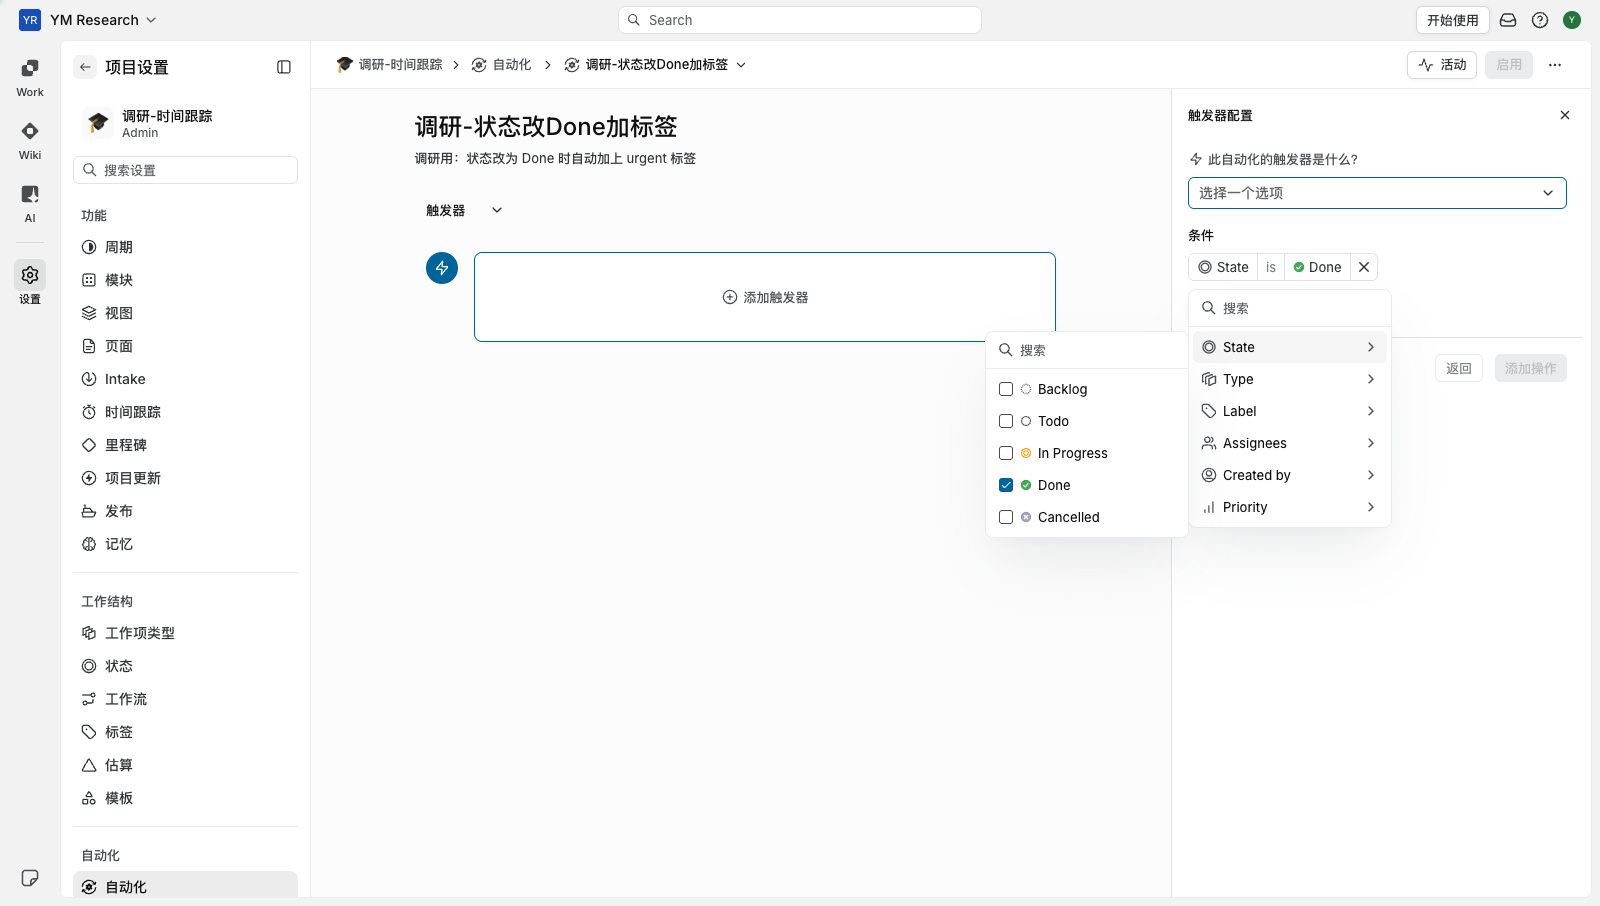 YR YM Research
Search
开始使用
Y
Work
Wiki
AI
设置
项目设置
调研-时间跟踪
Admin
搜索设置
功能
周期
模块
视图
页面
Intake
时间跟踪
里程碑
项目更新
发布
记忆
工作结构
工作项类型
状态
工作流
标签
估算
模板
自动化
自动化
调研-时间跟踪 自动化 调研-状态改Done加标签
活动 启用
调研-状态改Done加标签
调研用：状态改为 Done 时自动加上 urgent 标签
触发器
添加触发器
触发器配置
此自动化的触发器是什么?
选择一个选项
条件
State is Done
搜索
State
Type
Label
Assignees
Created by
Priority
搜索
Backlog
Todo
In Progress
Done
Cancelled
返回 添加操作